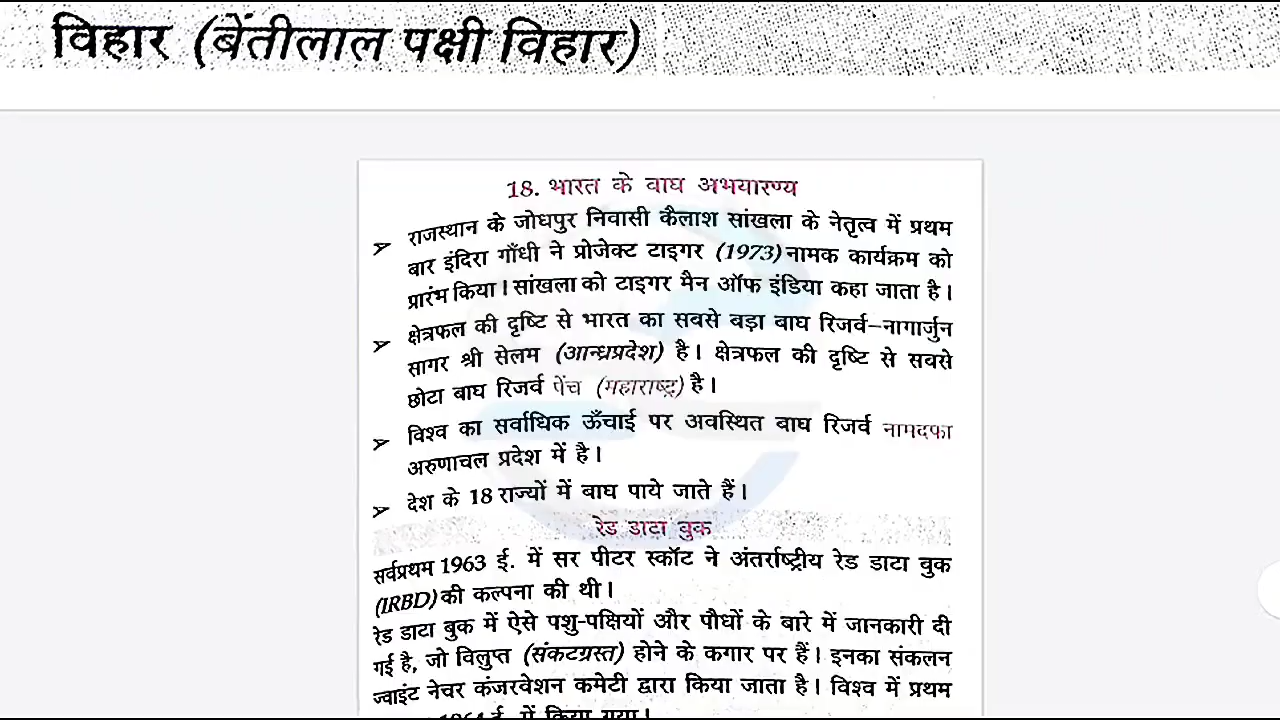 विहार (बेंतीलाल पक्षी विहार)
18. भारत के वाघ अभयारण्य
➤ राजस्थान के जोधपुर निवासी कैलाश सांखला के नेतृत्व में प्रथम
बार इंदिरा गाँधी ने प्रोजेक्ट टाइगर (1973) नामक कार्यक्रम को
प्रारंभ किया। सांखला को टाइगर मैन ऑफ इंडिया कहा जाता है।
➤ क्षेत्रफल की दृष्टि से भारत का सबसे बड़ा बाघ रिजर्व–नागार्जुन
सागर श्री सेलम (आन्ध्रप्रदेश) है। क्षेत्रफल की दृष्टि से सबसे
छोटा बाघ रिजर्व पेंच (महाराष्ट्र) है।
➤ विश्व का सर्वाधिक ऊँचाई पर अवस्थित बाघ रिजर्व नामदफा
अरुणाचल प्रदेश में है।
➤ देश के 18 राज्यों में बाघ पाये जाते हैं।
रेड डाटा बुक
सर्वप्रथम 1963 ई. में सर पीटर स्कॉट ने अंतर्राष्ट्रीय रेड डाटा बुक
(IRBD) की कल्पना की थी।
रेड डाटा बुक में ऐसे पशु-पक्षियों और पौधों के बारे में जानकारी दी
गई है, जो विलुप्त (संकटग्रस्त) होने के कगार पर हैं। इनका संकलन
ज्वाइंट नेचर कंजरवेशन कमेटी द्वारा किया जाता है। विश्व में प्रथम
1964 ई. में किया गया।